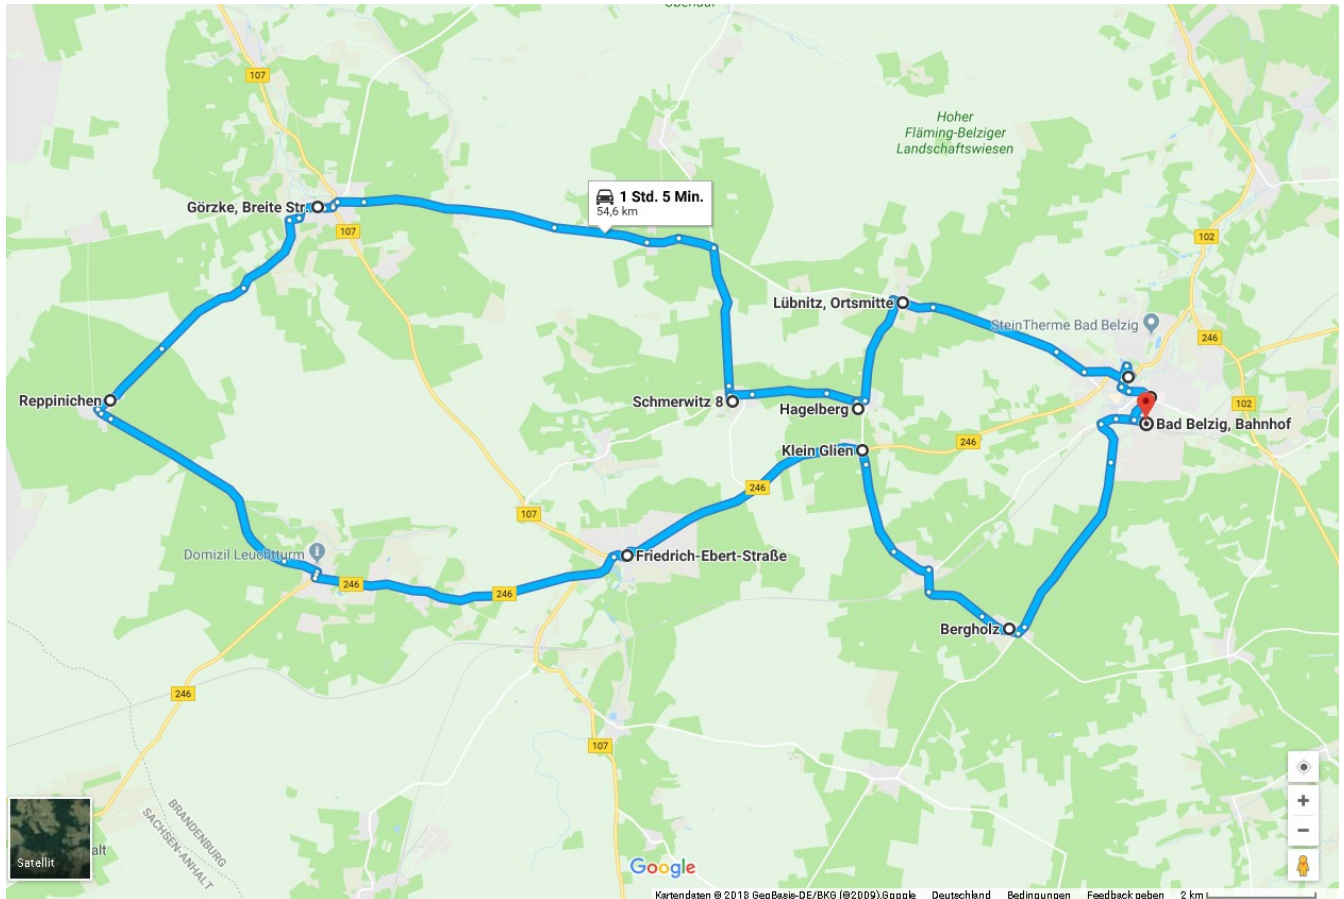 107
Hoher
Fläming-Belziger
Landschaftswiesen
1 Std. 5 Min.
54,6 km
Görzke, Breite Str.
107
102
Lübnitz, Ortsmitte
SteinTherme Bad Belzig
246
Reppinichen
Schmerwitz 8
Hagelberg
102
Bad Belzig, Bahnhof
Klein Glien
246
246
107
Domizil Leuchtturm
Friedrich-Ebert-Straße
246
246
Bergholz
246
107
BRANDENBURG
SACHSEN-ANHALT
alt
Satellit
Google
Kartendaten © 2018 GeoBasis-DE/BKG (©2009),Google Deutschland Bedingungen Feedback geben 2 km